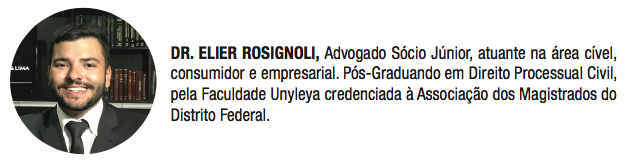 & LIMA
DR. ELIER ROSIGNOLI, Advogado Sócio Júnior, atuante na área cível,
consumidor e empresarial. Pós-Graduando em Direito Processual Civil,
pela Faculdade Unyleya credenciada à Associação dos Magistrados do
Distrito Federal.